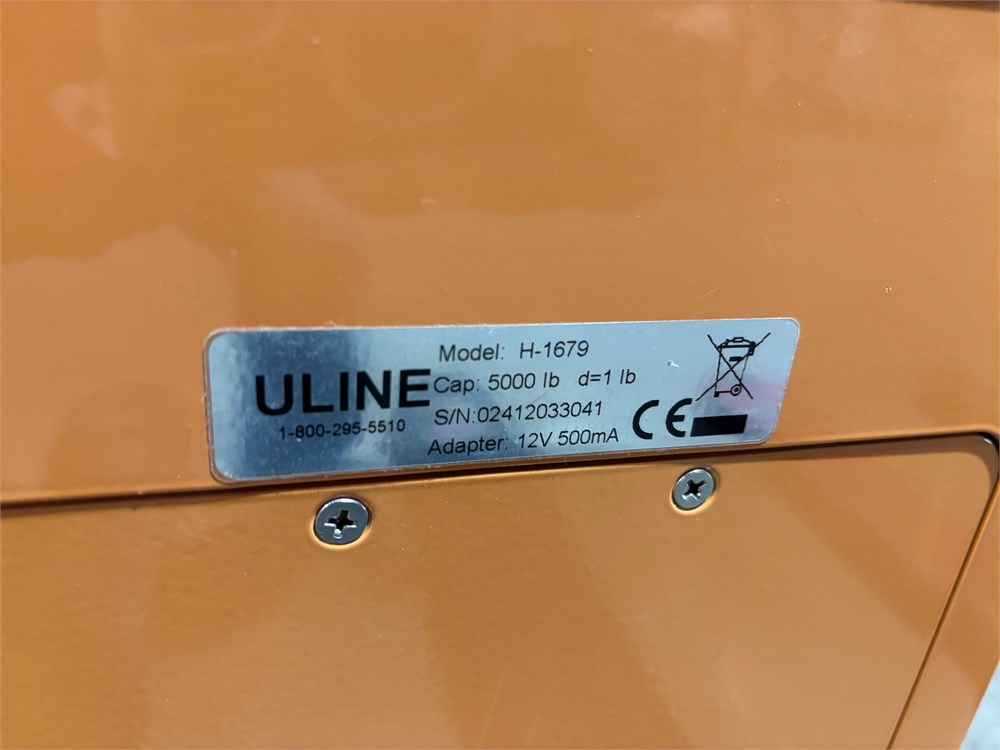 ULINE
1-800-295-5510
Model: H-1679
Cap: 5000 lb d=1 lb
S/N:02412033041
Adapter: 12V 500mA
CE